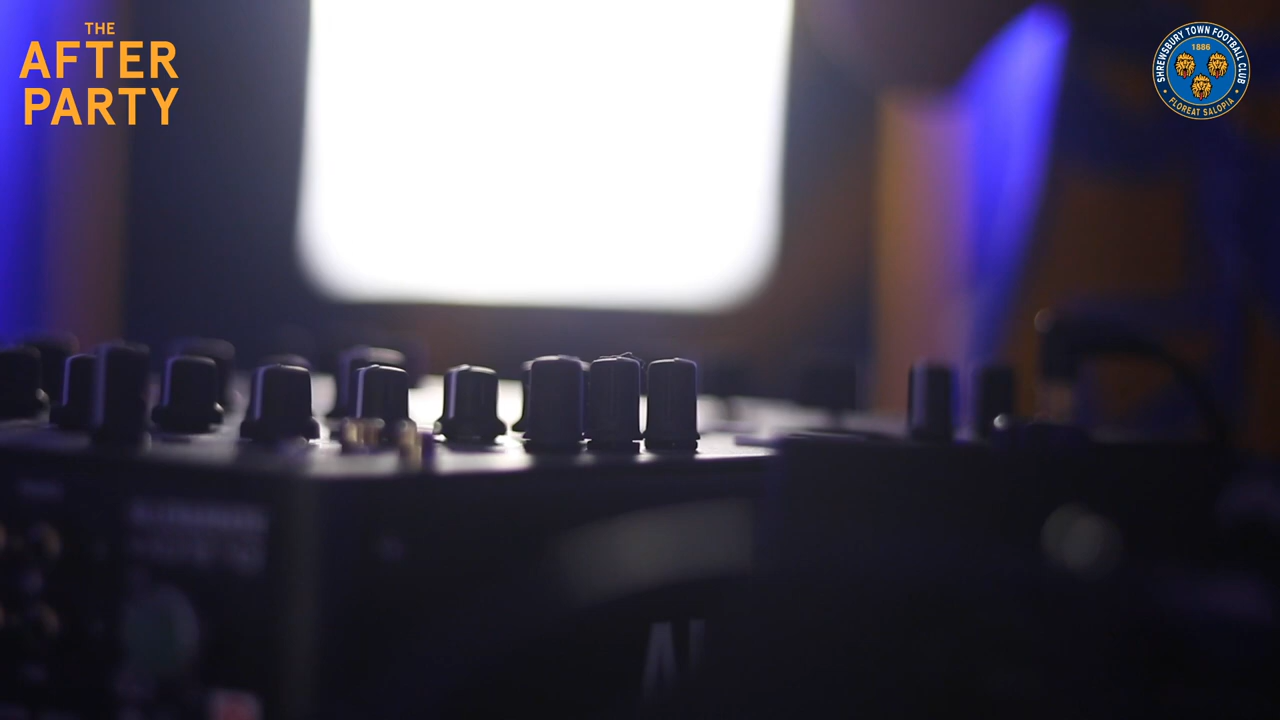 THE
AFTER
PARTY
SHREWSBURY TOWN FOOTBALL CLUB
1886
FLOREAT SALOPIA